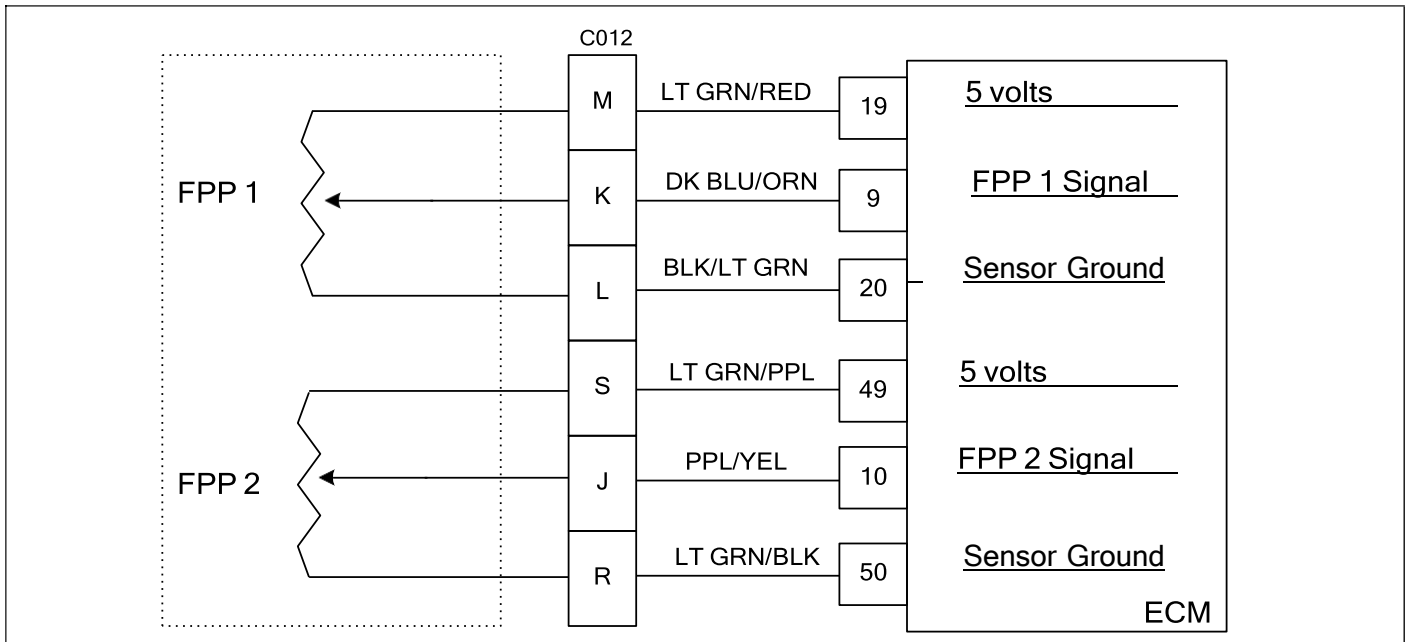 C012
FPP 1
M LT GRN/RED 19 5 volts
K DK BLU/ORN 9 FPP 1 Signal
L BLK/LT GRN 20 Sensor Ground
FPP 2
S LT GRN/PPL 49 5 volts
J PPL/YEL 10 FPP 2 Signal
R LT GRN/BLK 50 Sensor Ground
ECM